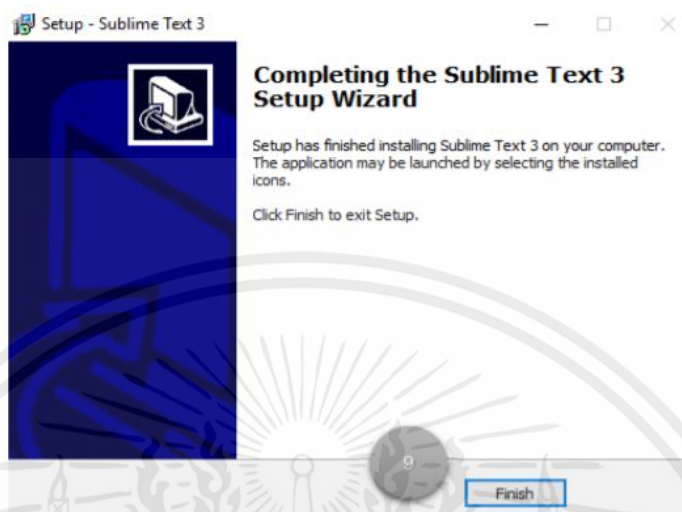 Setup - Sublime Text 3
Completing the Sublime Text 3
Setup Wizard
Setup has finished installing Sublime Text 3 on your computer.
The application may be launched by selecting the installed
icons.
Click Finish to exit Setup.
9
Finish